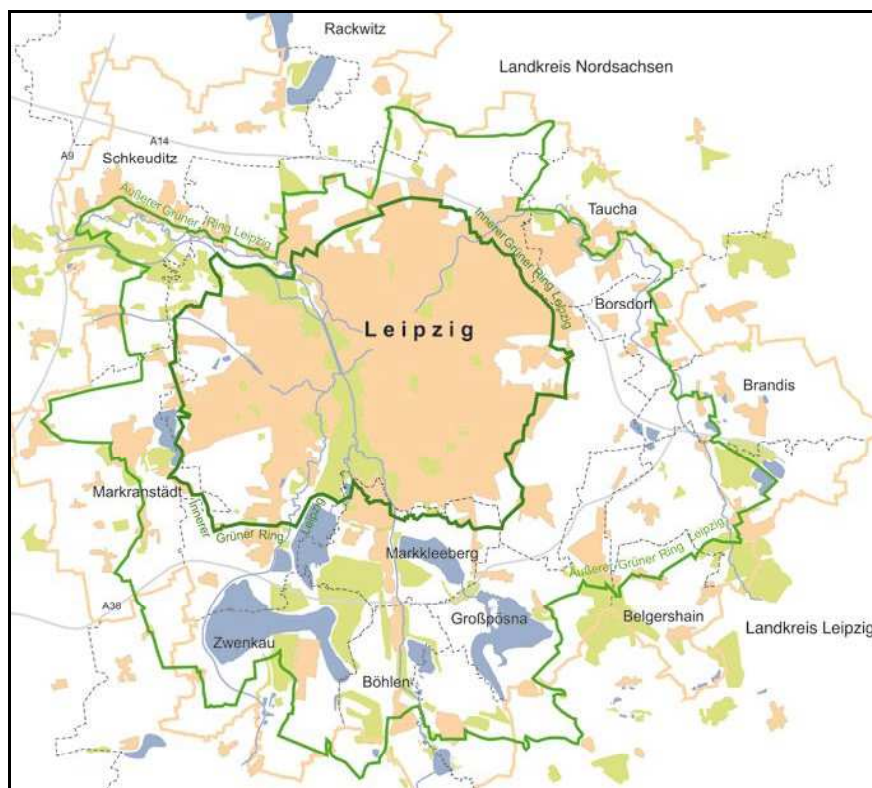 Rackwitz
Landkreis Nordsachsen
A14
A9
Schkeuditz
Äußerer Grüner Ring Leipzig
Innerer Grüner Ring Leipzig
Taucha
Borsdorf
Leipzig
Brandis
Markranstädt
Innerer Grüner Ring Leipzig
Markkleeberg
Äußerer Grüner Ring Leipzig
A38
Großpösna
Belgershain
Landkreis Leipzig
Zwenkau
Böhlen